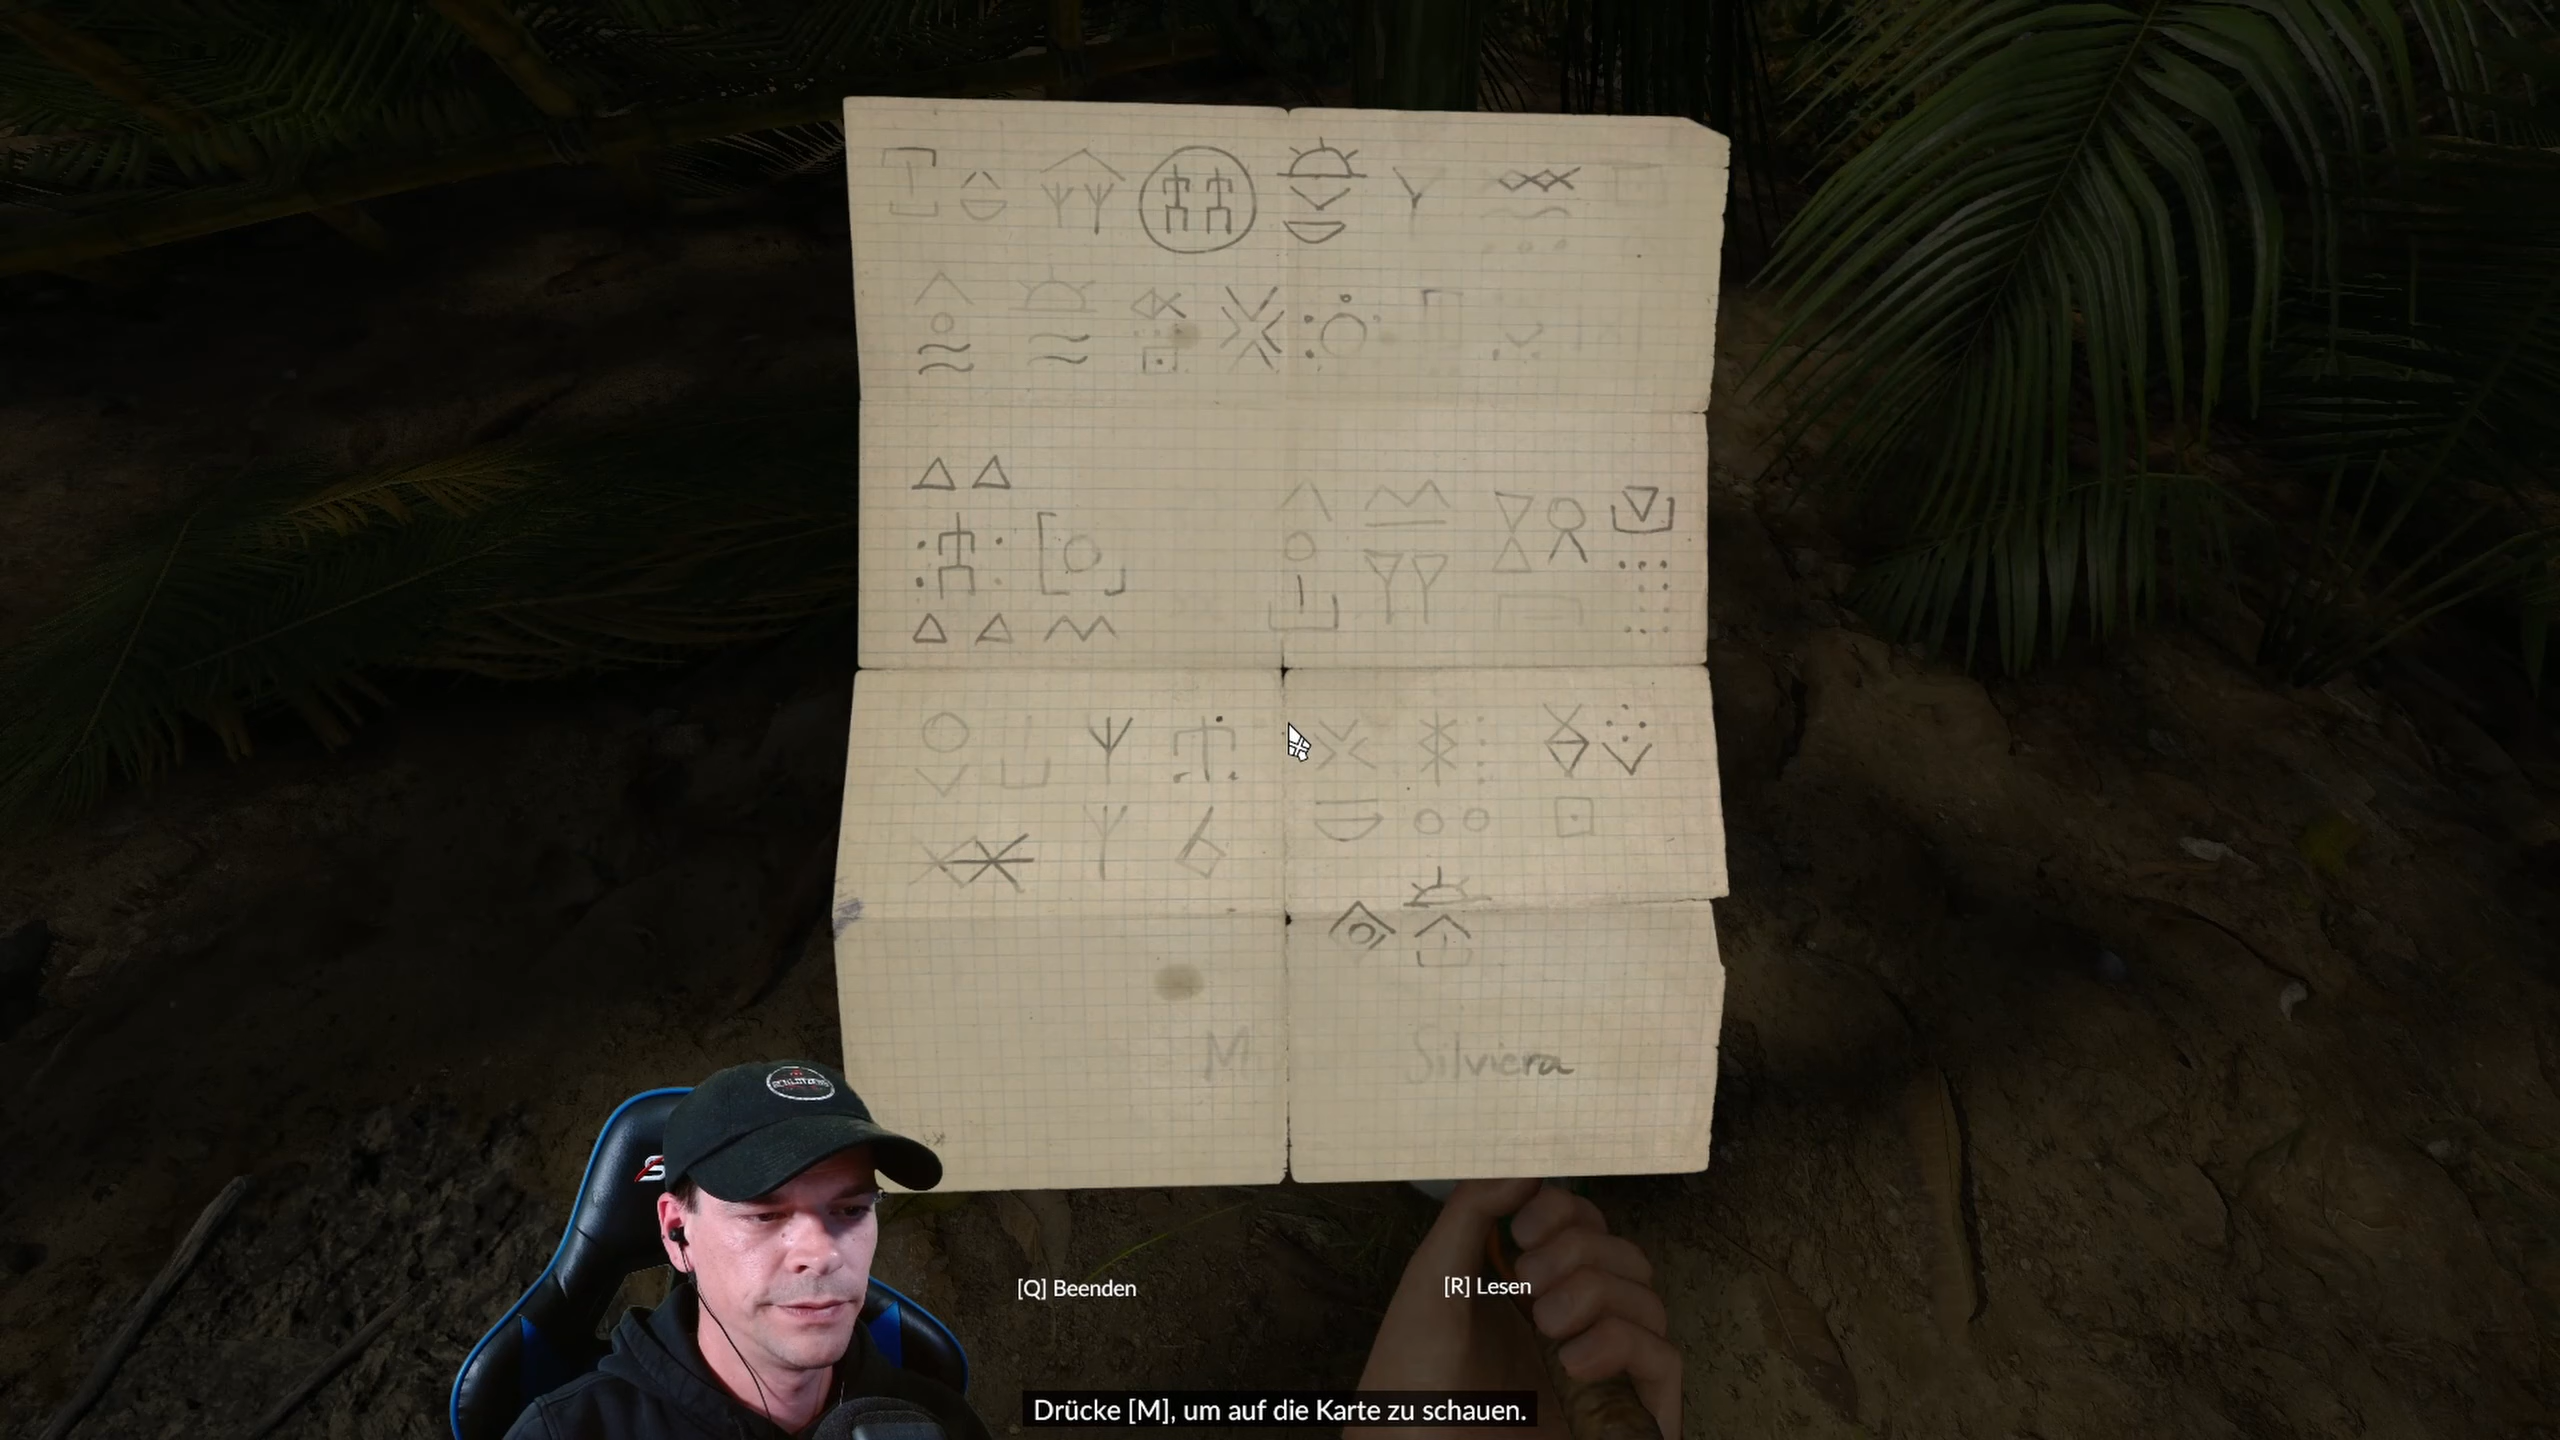 M Silviera
[Q] Beenden [R] Lesen
Drücke [M], um auf die Karte zu schauen.